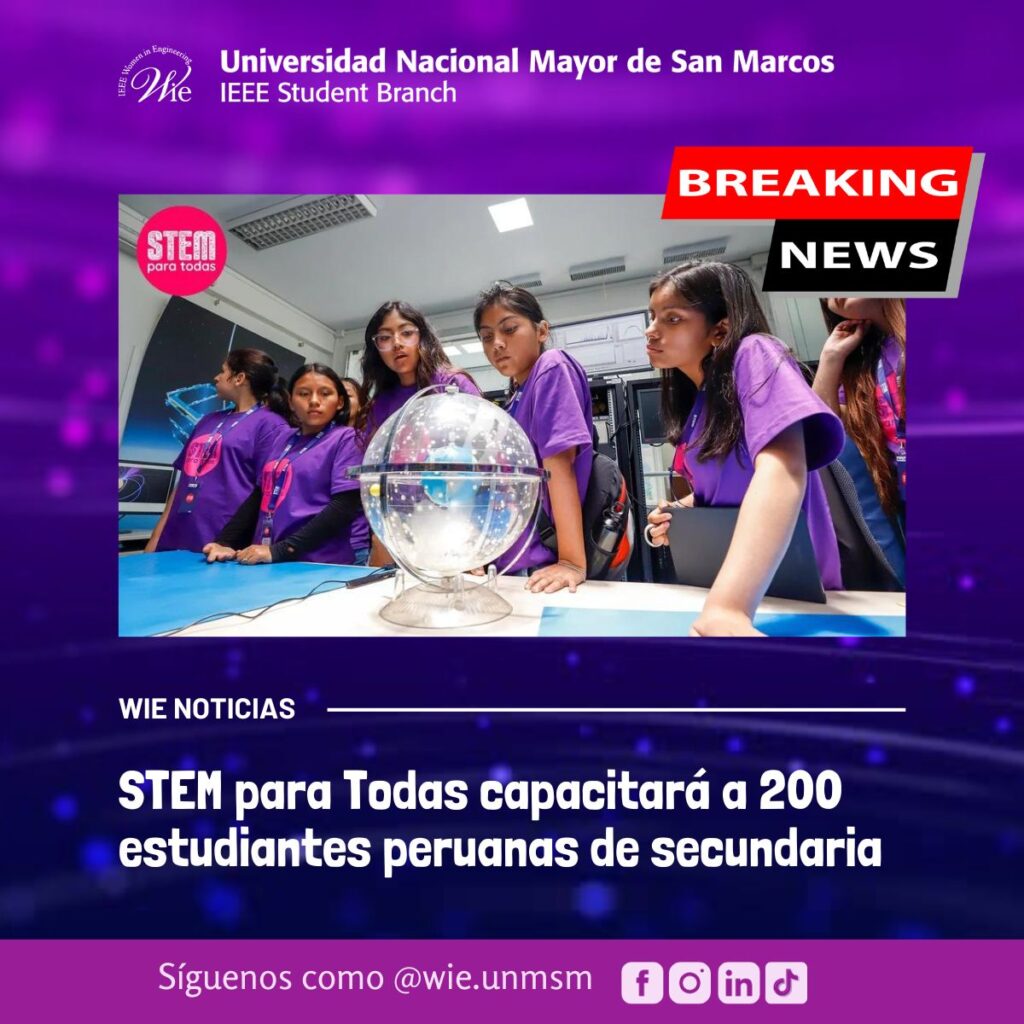 IEEE Women in Engineering
WIE
Universidad Nacional Mayor de San Marcos
IEEE Student Branch
BREAKING
NEWS
STEM
para todas
WIE NOTICIAS
STEM para Todas capacitará a 200
estudiantes peruanas de secundaria
Síguenos como @wie.unmsm